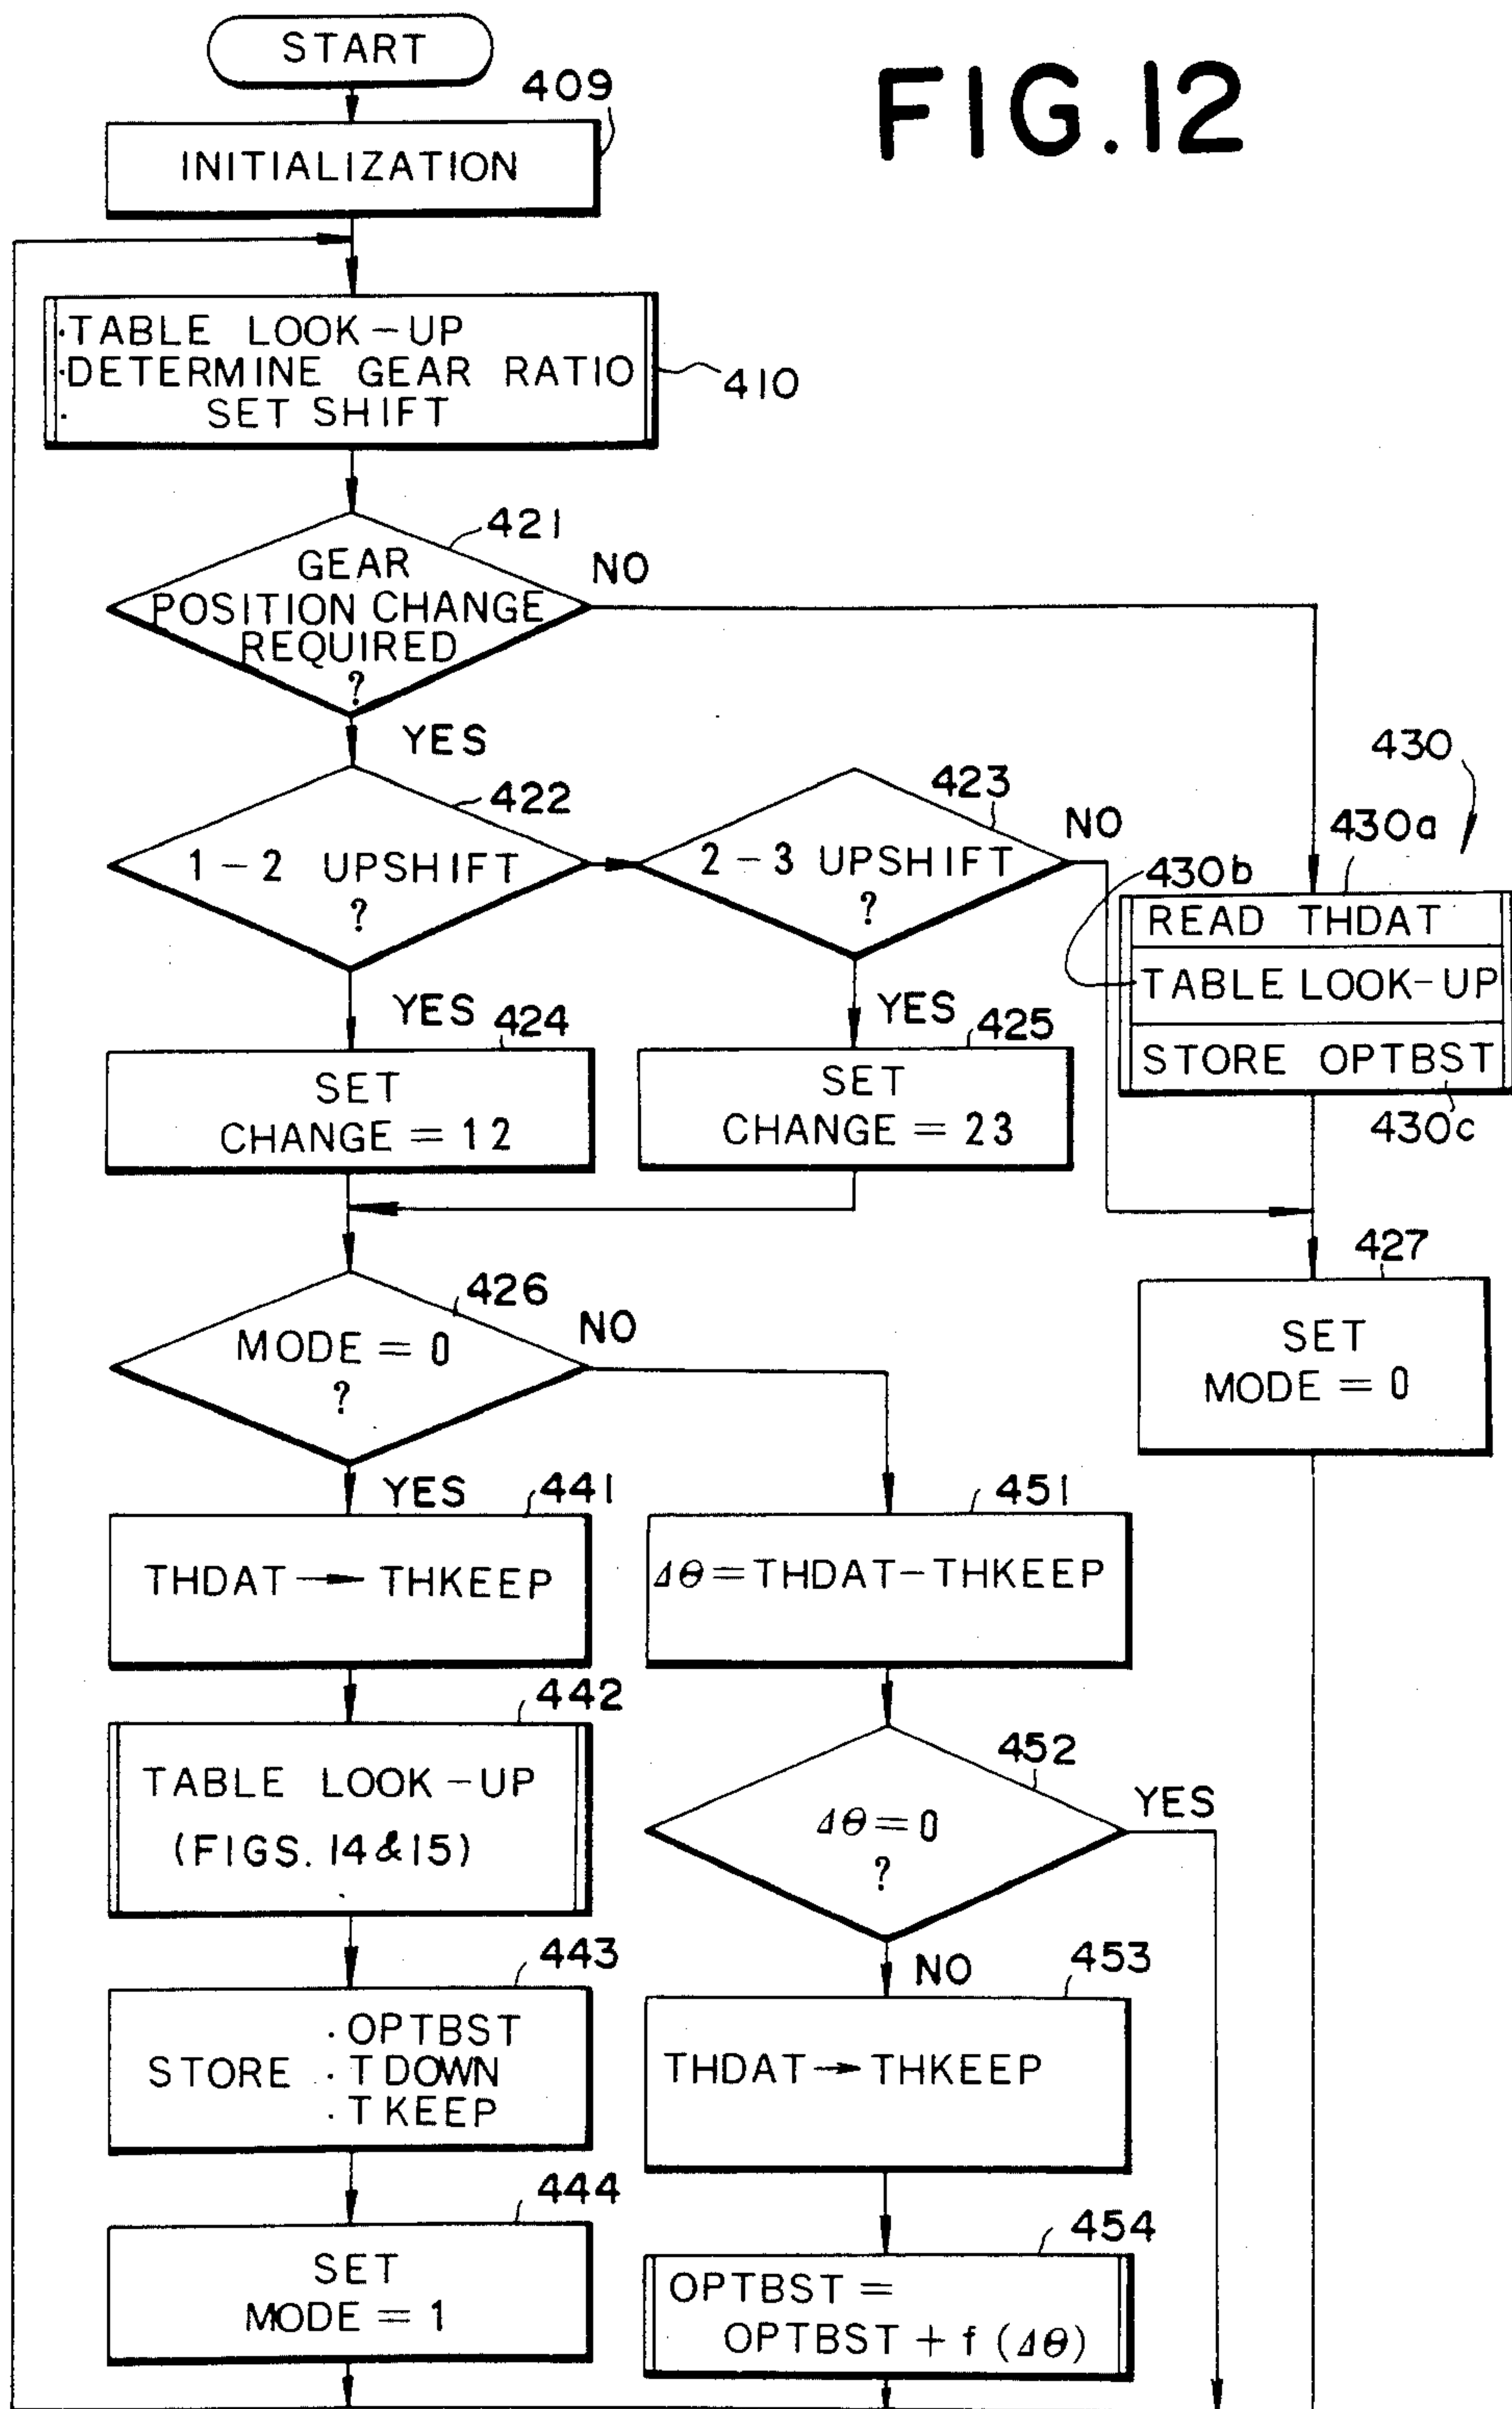 START
FIG.12
409
INITIALIZATION
·TABLE LOOK-UP
·DETERMINE GEAR RATIO
· SET SHIFT
410
421
GEAR
POSITION CHANGE
REQUIRED
?
NO
YES
430
422
1-2 UPSHIFT
?
423
2-3 UPSHIFT
?
NO
430a
430b
READ THDAT
TABLE LOOK-UP
STORE OPTBST
430c
YES
424
SET
CHANGE = 12
YES
425
SET
CHANGE = 23
427
SET
MODE = 0
426
MODE = 0
?
NO
YES
441
THDAT → THKEEP
451
Δθ = THDAT - THKEEP
442
TABLE LOOK-UP
(FIGS. 14 & 15)
452
Δθ = 0
?
YES
NO
443
STORE
· OPTBST
· T DOWN
· T KEEP
453
THDAT → THKEEP
444
SET
MODE = 1
454
OPTBST =
OPTBST + f (Δθ)